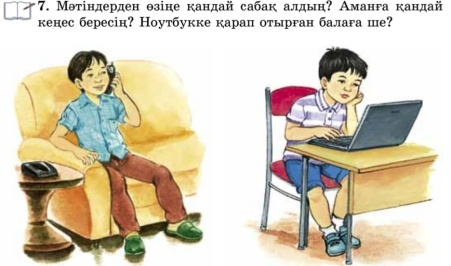 7. Мәтіндерден өзіңе қандай сабақ алдың? Аманға қандай
кеңес бересің? Ноутбукке қарап отырған балаға ше?